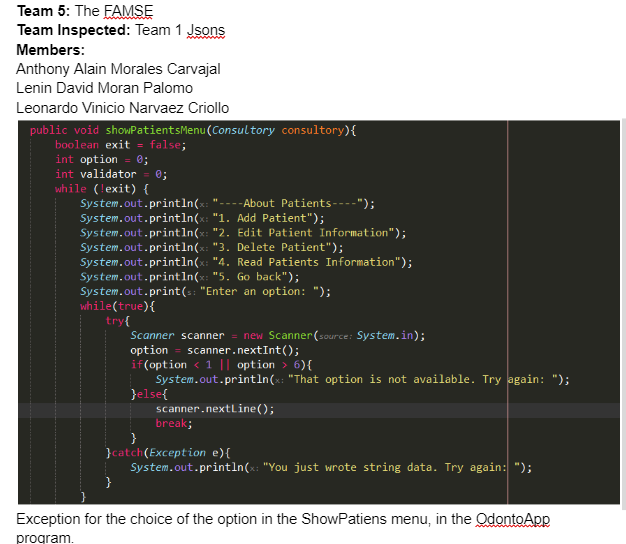 Team 5: The FAMSE
Team Inspected: Team 1 Jsons
Members:
Anthony Alain Morales Carvajal
Lenin David Moran Palomo
Leonardo Vinicio Narvaez Criollo
public void showPatientsMenu(Consultory consultory){
boolean exit = false;
int option = 0;
int validator = 0;
while (!exit) {
System.out.println(x: "----About Patients----");
System.out.println(x: "1. Add Patient");
System.out.println(x: "2. Edit Patient Information");
System.out.println(x: "3. Delete Patient");
System.out.println(x: "4. Read Patients Information");
System.out.println(x: "5. Go back");
System.out.print(s: "Enter an option: ");
while(true){
try{
Scanner scanner = new Scanner(source: System.in);
option = scanner.nextInt();
if(option < 1 || option > 6){
System.out.println(x: "That option is not available. Try again: ");
}else{
scanner.nextLine();
break;
}
}catch(Exception e){
System.out.println(x: "You just wrote string data. Try again: ");
}
}
Exception for the choice of the option in the ShowPatiens menu, in the OdontoApp
program.